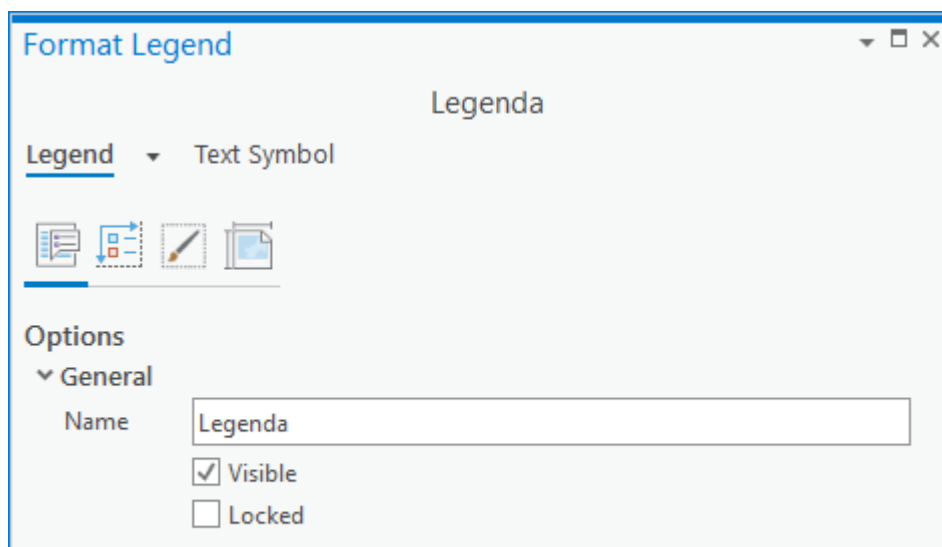 Format Legend
Legenda
Legend Text Symbol
Options
General
Name Legenda
Visible
Locked